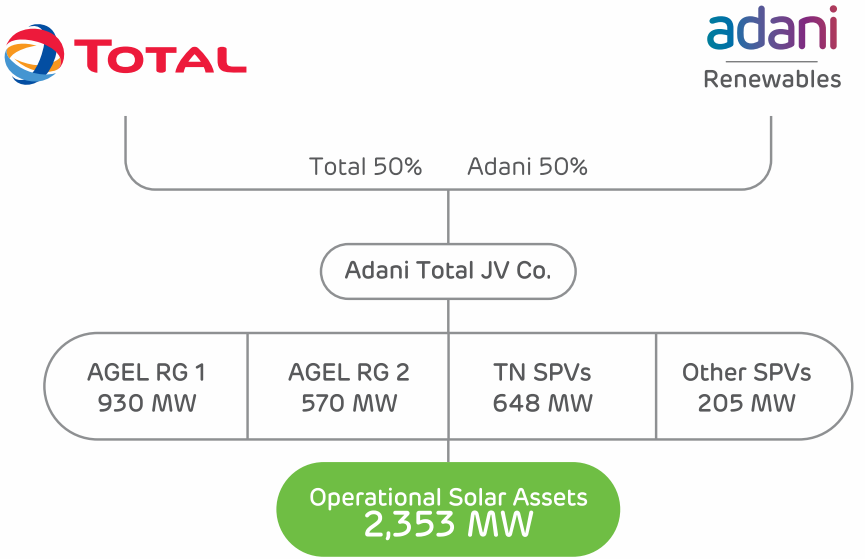 TOTAL
adani
Renewables
Total 50% Adani 50%
Adani Total JV Co.
AGEL RG 1 AGEL RG 2 TN SPVs Other SPVs
930 MW 570 MW 648 MW 205 MW
Operational Solar Assets
2,353 MW